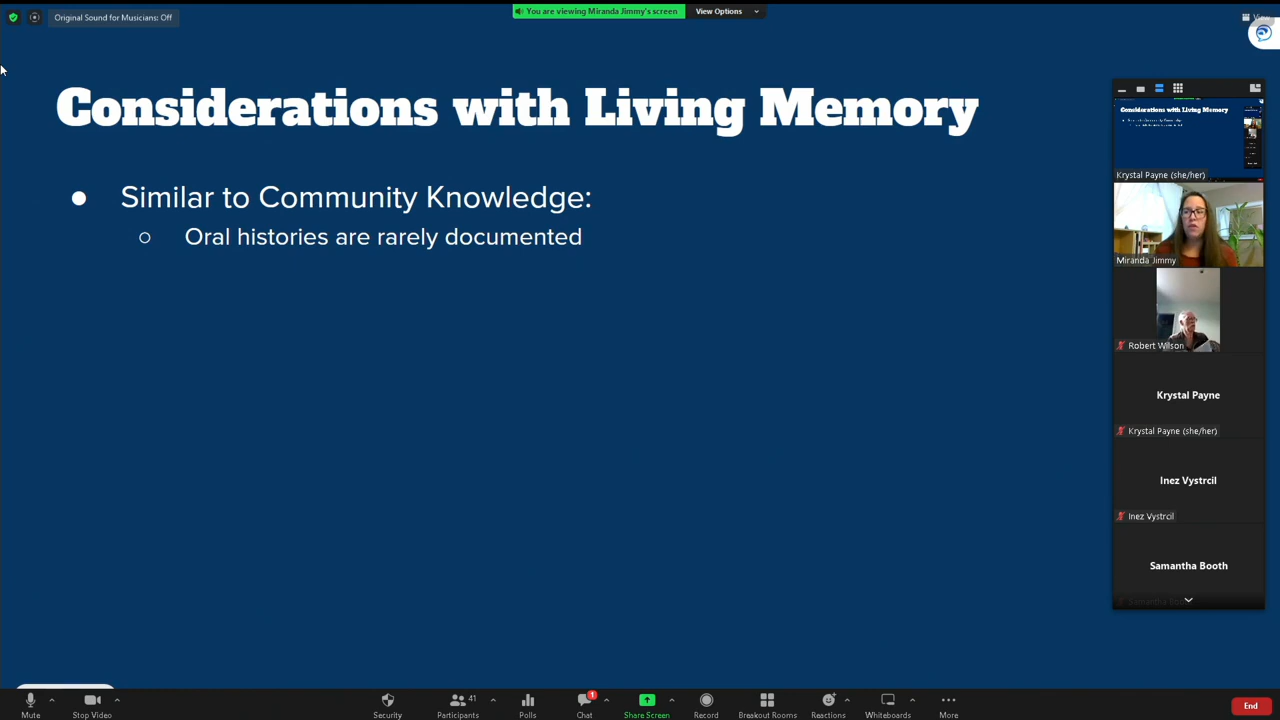 Original Sound for Musicians: Off
You are viewing Miranda Jimmy's screen
View Options
View
Considerations with Living Memory
● Similar to Community Knowledge:
○ Oral histories are rarely documented
Considerations with Living Memory
Krystal Payne (she/her)
Miranda Jimmy
Robert Wilson
Krystal Payne
Krystal Payne (she/her)
Inez Vystrcil
Inez Vystrcil
Samantha Booth
Mute
Stop Video
Security
41
Participants
Polls
1
Chat
Share Screen
Record
Breakout Rooms
Reactions
Whiteboards
More
End